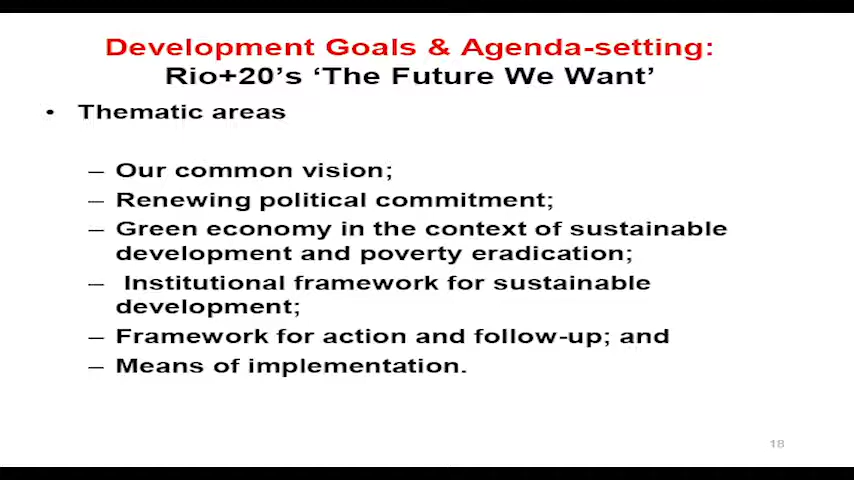 Development Goals & Agenda-setting:
Rio+20’s ‘The Future We Want’
• Thematic areas
– Our common vision;
– Renewing political commitment;
– Green economy in the context of sustainable
development and poverty eradication;
– Institutional framework for sustainable
development;
– Framework for action and follow-up; and
– Means of implementation.
18